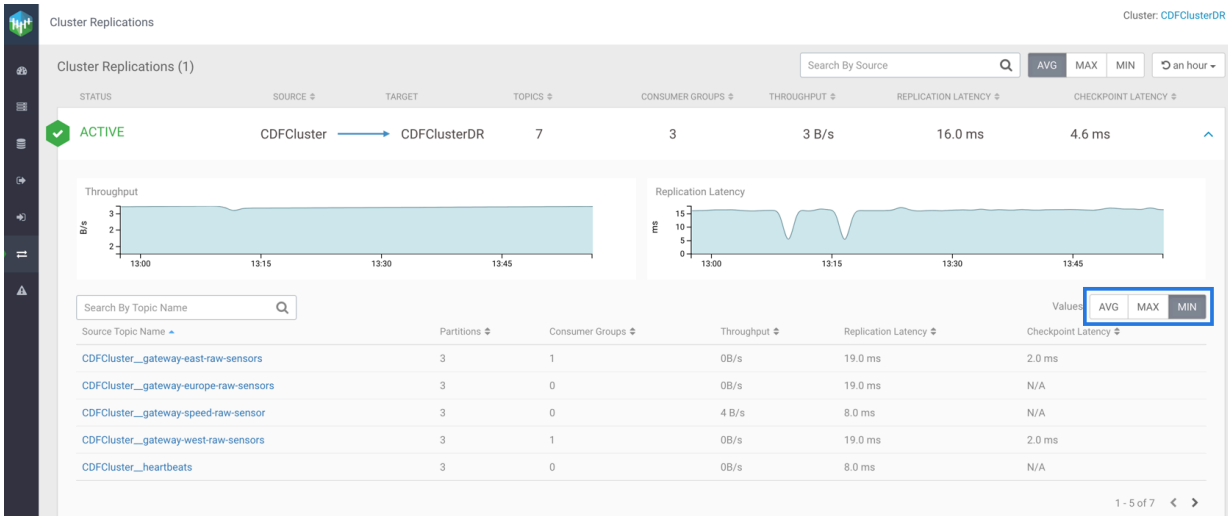 Cluster Replications
Cluster: CDFClusterDR
Cluster Replications (1)
Search By Source
AVG MAX MIN
an hour
STATUS SOURCE TARGET TOPICS CONSUMER GROUPS THROUGHPUT REPLICATION LATENCY CHECKPOINT LATENCY
ACTIVE CDFCluster CDFClusterDR 7 3 3 B/s 16.0 ms 4.6 ms
Throughput
B/s
3
2
2
13:00 13:15 13:30 13:45
Replication Latency
ms
15
10
5
0
13:00 13:15 13:30 13:45
Search By Topic Name
Values AVG MAX MIN
Source Topic Name Partitions Consumer Groups Throughput Replication Latency Checkpoint Latency
CDFCluster__gateway-east-raw-sensors 3 1 0B/s 19.0 ms 2.0 ms
CDFCluster__gateway-europe-raw-sensors 3 0 0B/s 19.0 ms N/A
CDFCluster__gateway-speed-raw-sensor 3 0 4 B/s 8.0 ms N/A
CDFCluster__gateway-west-raw-sensors 3 1 0B/s 19.0 ms 2.0 ms
CDFCluster__heartbeats 3 0 0B/s 8.0 ms N/A
1 - 5 of 7